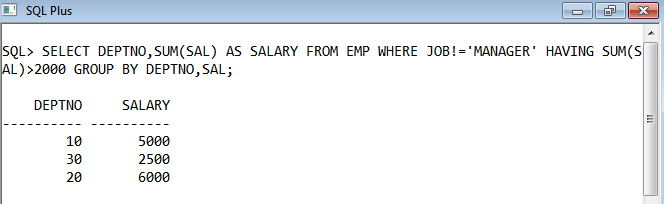 SQL Plus
SQL> SELECT DEPTNO,SUM(SAL) AS SALARY FROM EMP WHERE JOB!='MANAGER' HAVING SUM(S
AL)>2000 GROUP BY DEPTNO,SAL;
DEPTNO     SALARY
---------- ----------
10       5000
30       2500
20       6000